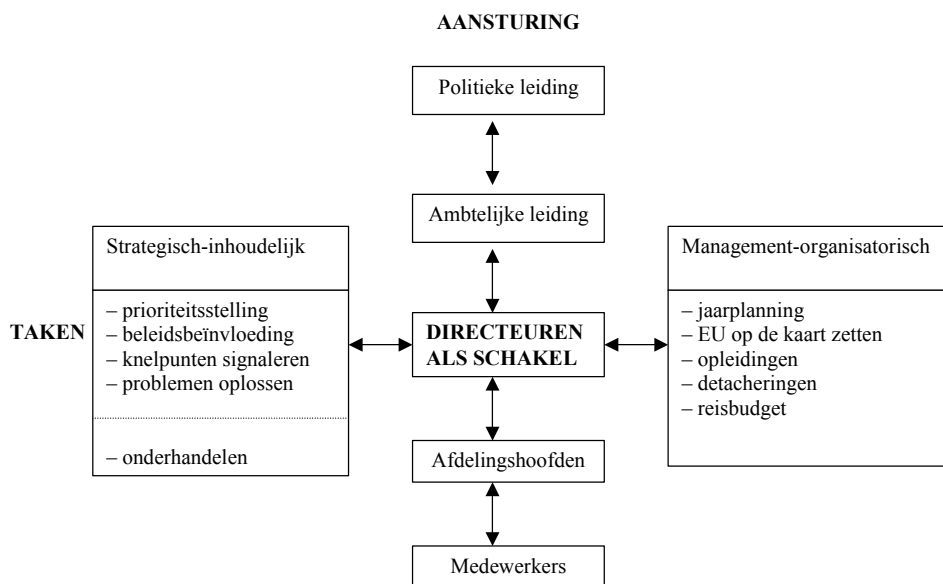 AANSTURING
Politieke leiding
Ambtelijke leiding
Strategisch-inhoudelijk
– prioriteitsstelling
– beleidsbeïnvloeding
– knelpunten signaleren
– problemen oplossen
– onderhandelen
TAKEN
DIRECTEUREN
ALS SCHAKEL
Management-organisatorisch
– jaarplanning
– EU op de kaart zetten
– opleidingen
– detacheringen
– reisbudget
Afdelingshoofden
Medewerkers